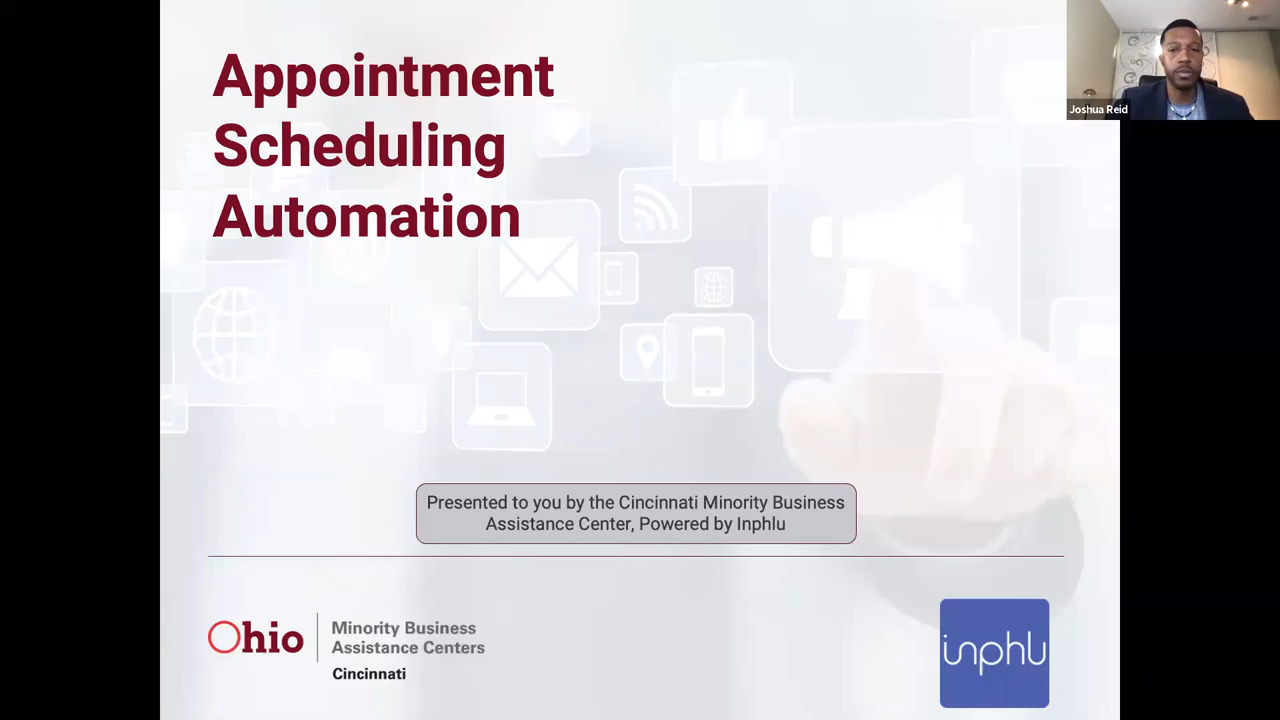 Appointment
Scheduling
Automation
Joshua Reid
Presented to you by the Cincinnati Minority Business
Assistance Center, Powered by Inphlu
Ohio
Minority Business
Assistance Centers
Cincinnati
inphlu